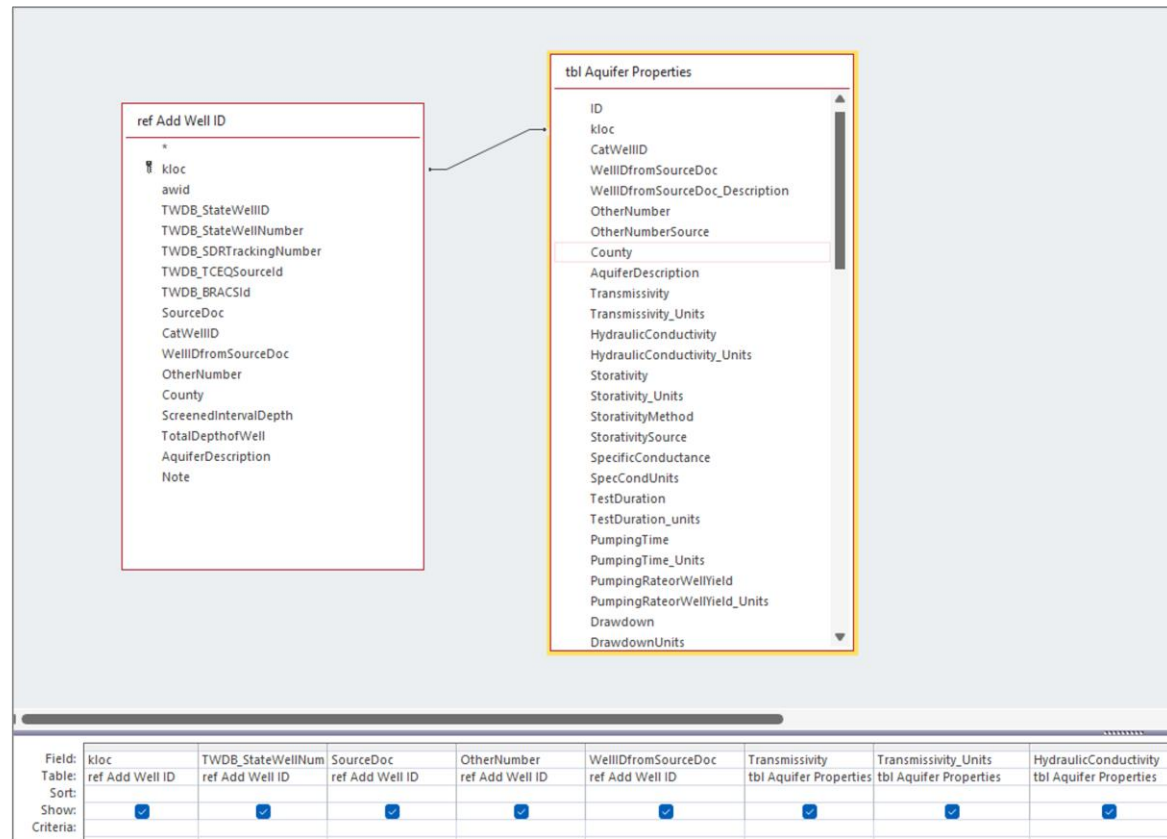 ref Add Well ID
*
kloc
awid
TWDB_StateWellID
TWDB_StateWellNumber
TWDB_SDRTrackingNumber
TWDB_TCEQSourceId
TWDB_BRACSId
SourceDoc
CatWellID
WellIDfromSourceDoc
OtherNumber
County
ScreenedIntervalDepth
TotalDepthofWell
AquiferDescription
Note
tbl Aquifer Properties
ID
kloc
CatWellID
WellIDfromSourceDoc
WellIDfromSourceDoc_Description
OtherNumber
OtherNumberSource
County
AquiferDescription
Transmissivity
Transmissivity_Units
HydraulicConductivity
HydraulicConductivity_Units
Storativity
Storativity_Units
StorativityMethod
StorativitySource
SpecificConductance
SpecCondUnits
TestDuration
TestDuration_units
PumpingTime
PumpingTime_Units
PumpingRateorWellYield
PumpingRateorWellYield_Units
Drawdown
DrawdownUnits
Field: kloc TWDB_StateWellNum SourceDoc OtherNumber WellIDfromSourceDoc Transmissivity Transmissivity_Units HydraulicConductivity
Table: ref Add Well ID ref Add Well ID ref Add Well ID ref Add Well ID ref Add Well ID tbl Aquifer Properties tbl Aquifer Properties tbl Aquifer Properties
Sort:
Show:
Criteria: